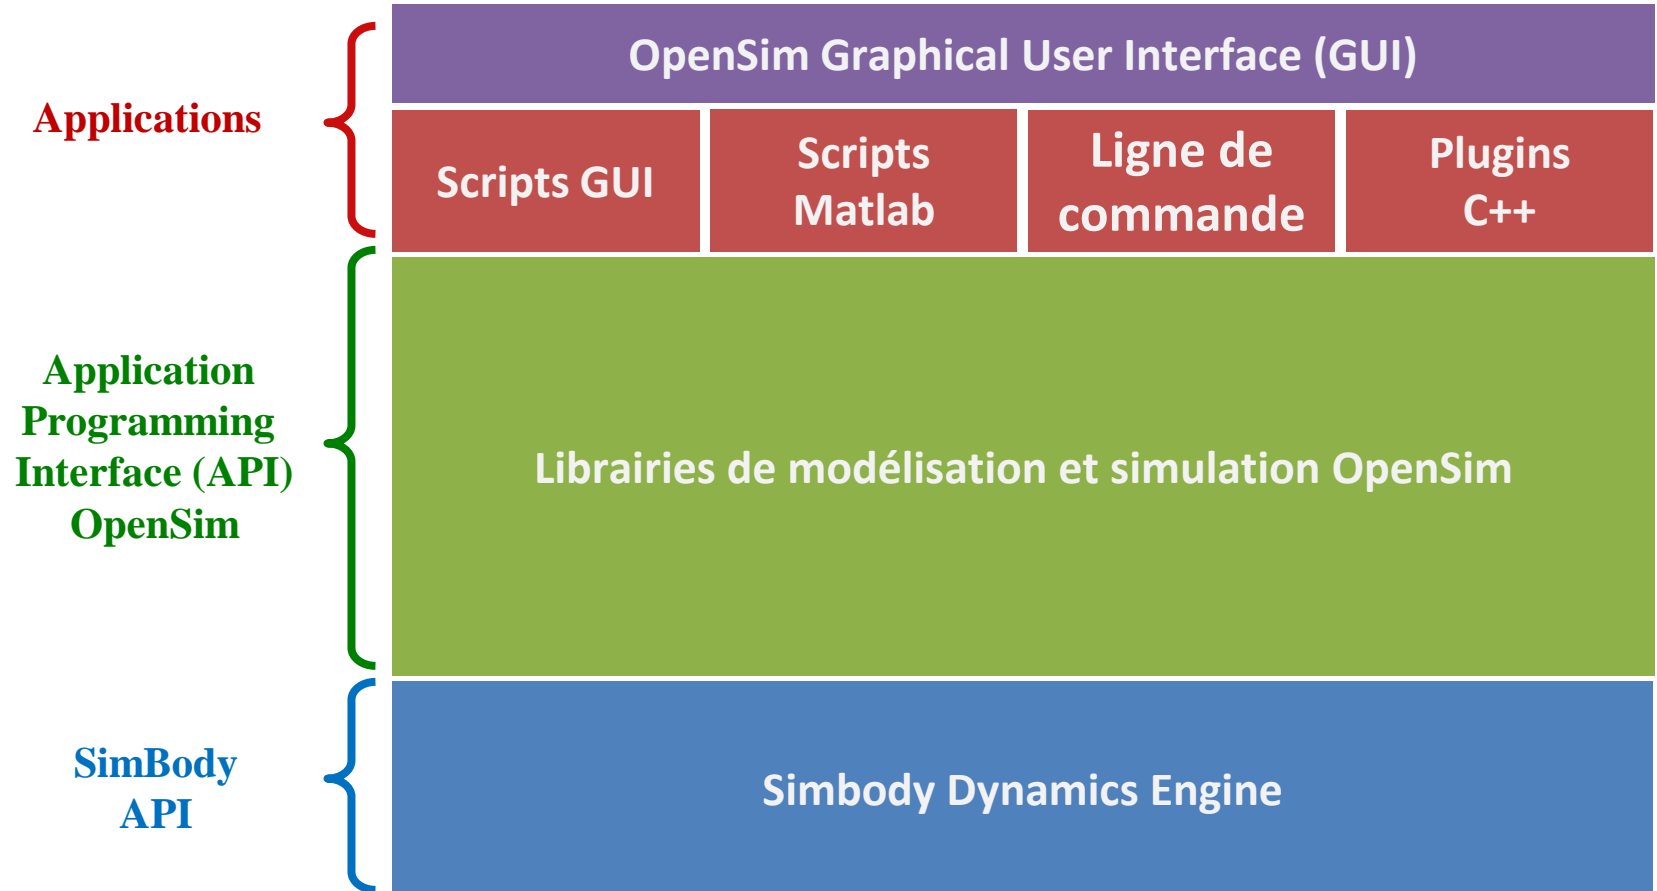 OpenSim Graphical User Interface (GUI)
Applications
Scripts GUI
Scripts
Matlab
Ligne de
commande
Plugins
C++
Application
Programming
Interface (API)
OpenSim
Librairies de modélisation et simulation OpenSim
SimBody
API
Simbody Dynamics Engine